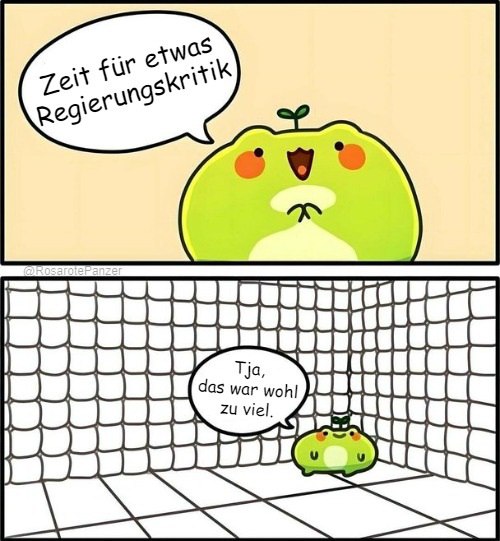 Zeit für etwas
Regierungskritik
@RosarotePanzer
Tja,
das war wohl
zu viel.